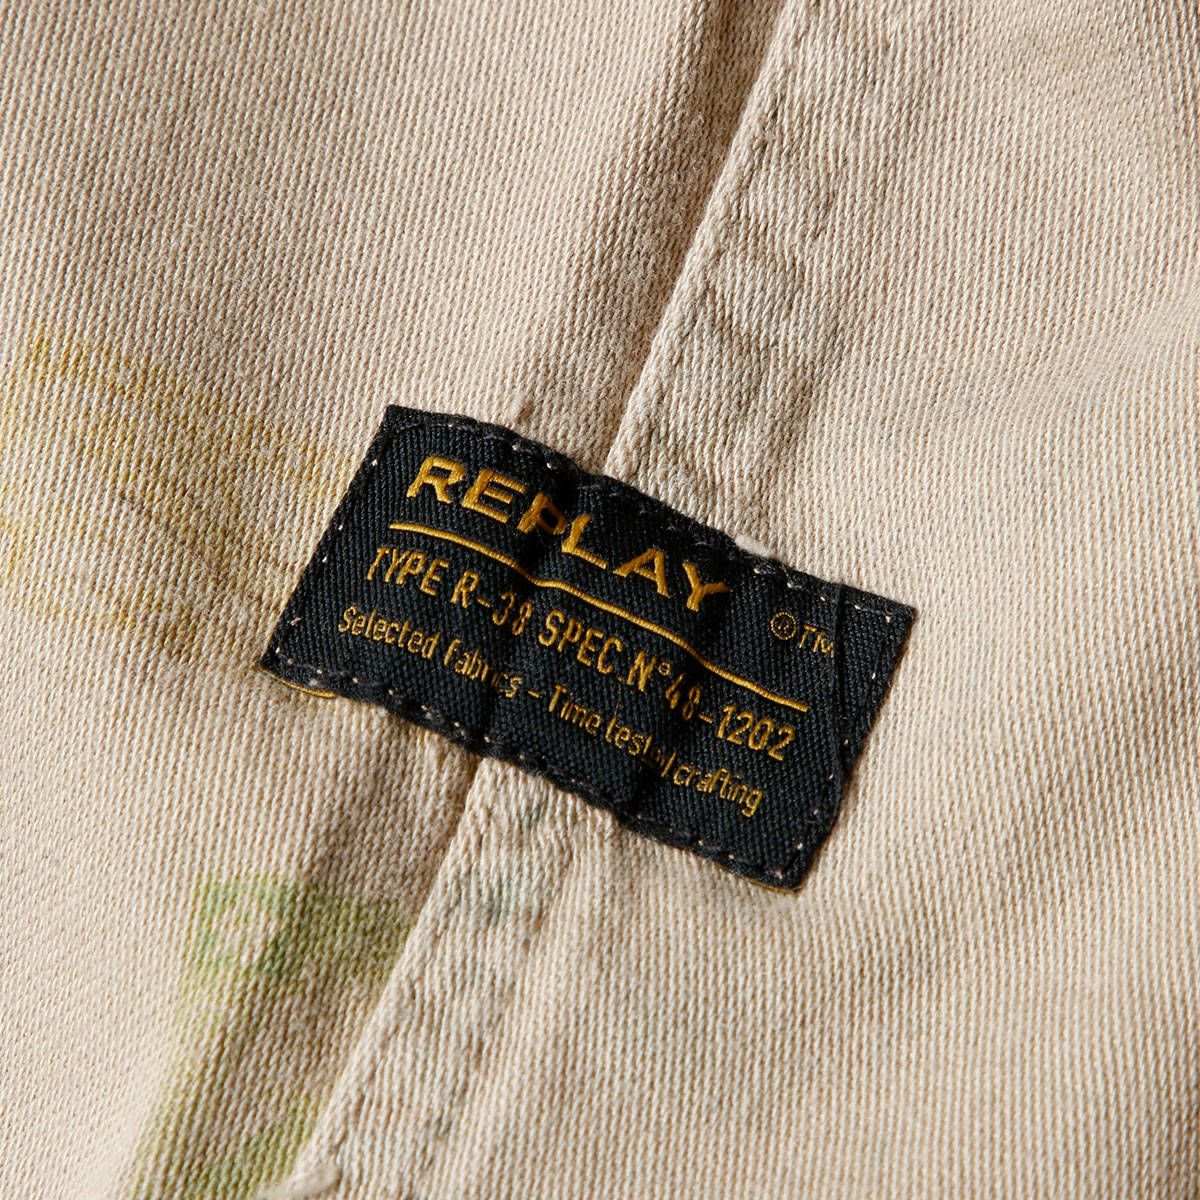 REPLAY
©TM
TYPE R-38 SPEC.N°48-1202
Selected fabrics - Time tested crafting